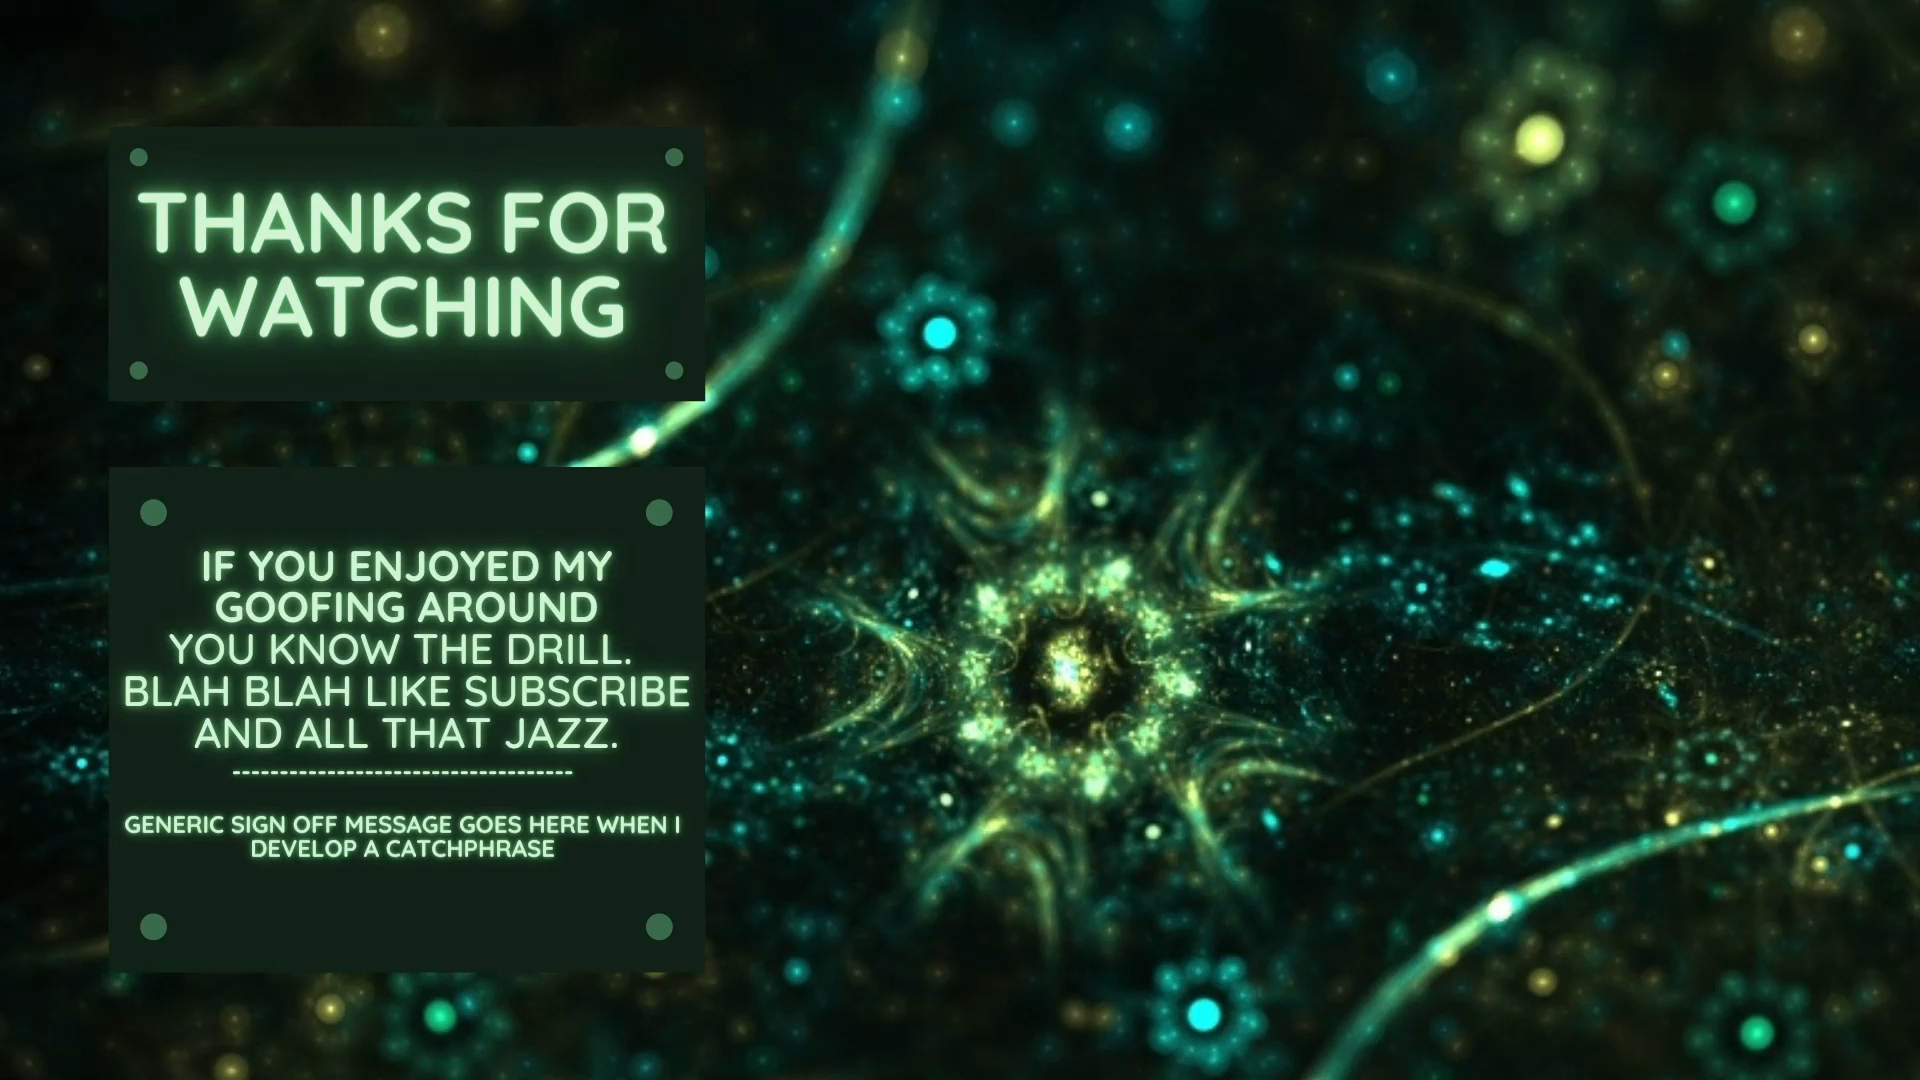 THANKS FOR
WATCHING
IF YOU ENJOYED MY
GOOFING AROUND
YOU KNOW THE DRILL.
BLAH BLAH LIKE SUBSCRIBE
AND ALL THAT JAZZ.
------------------------------------
GENERIC SIGN OFF MESSAGE GOES HERE WHEN I
DEVELOP A CATCHPHRASE